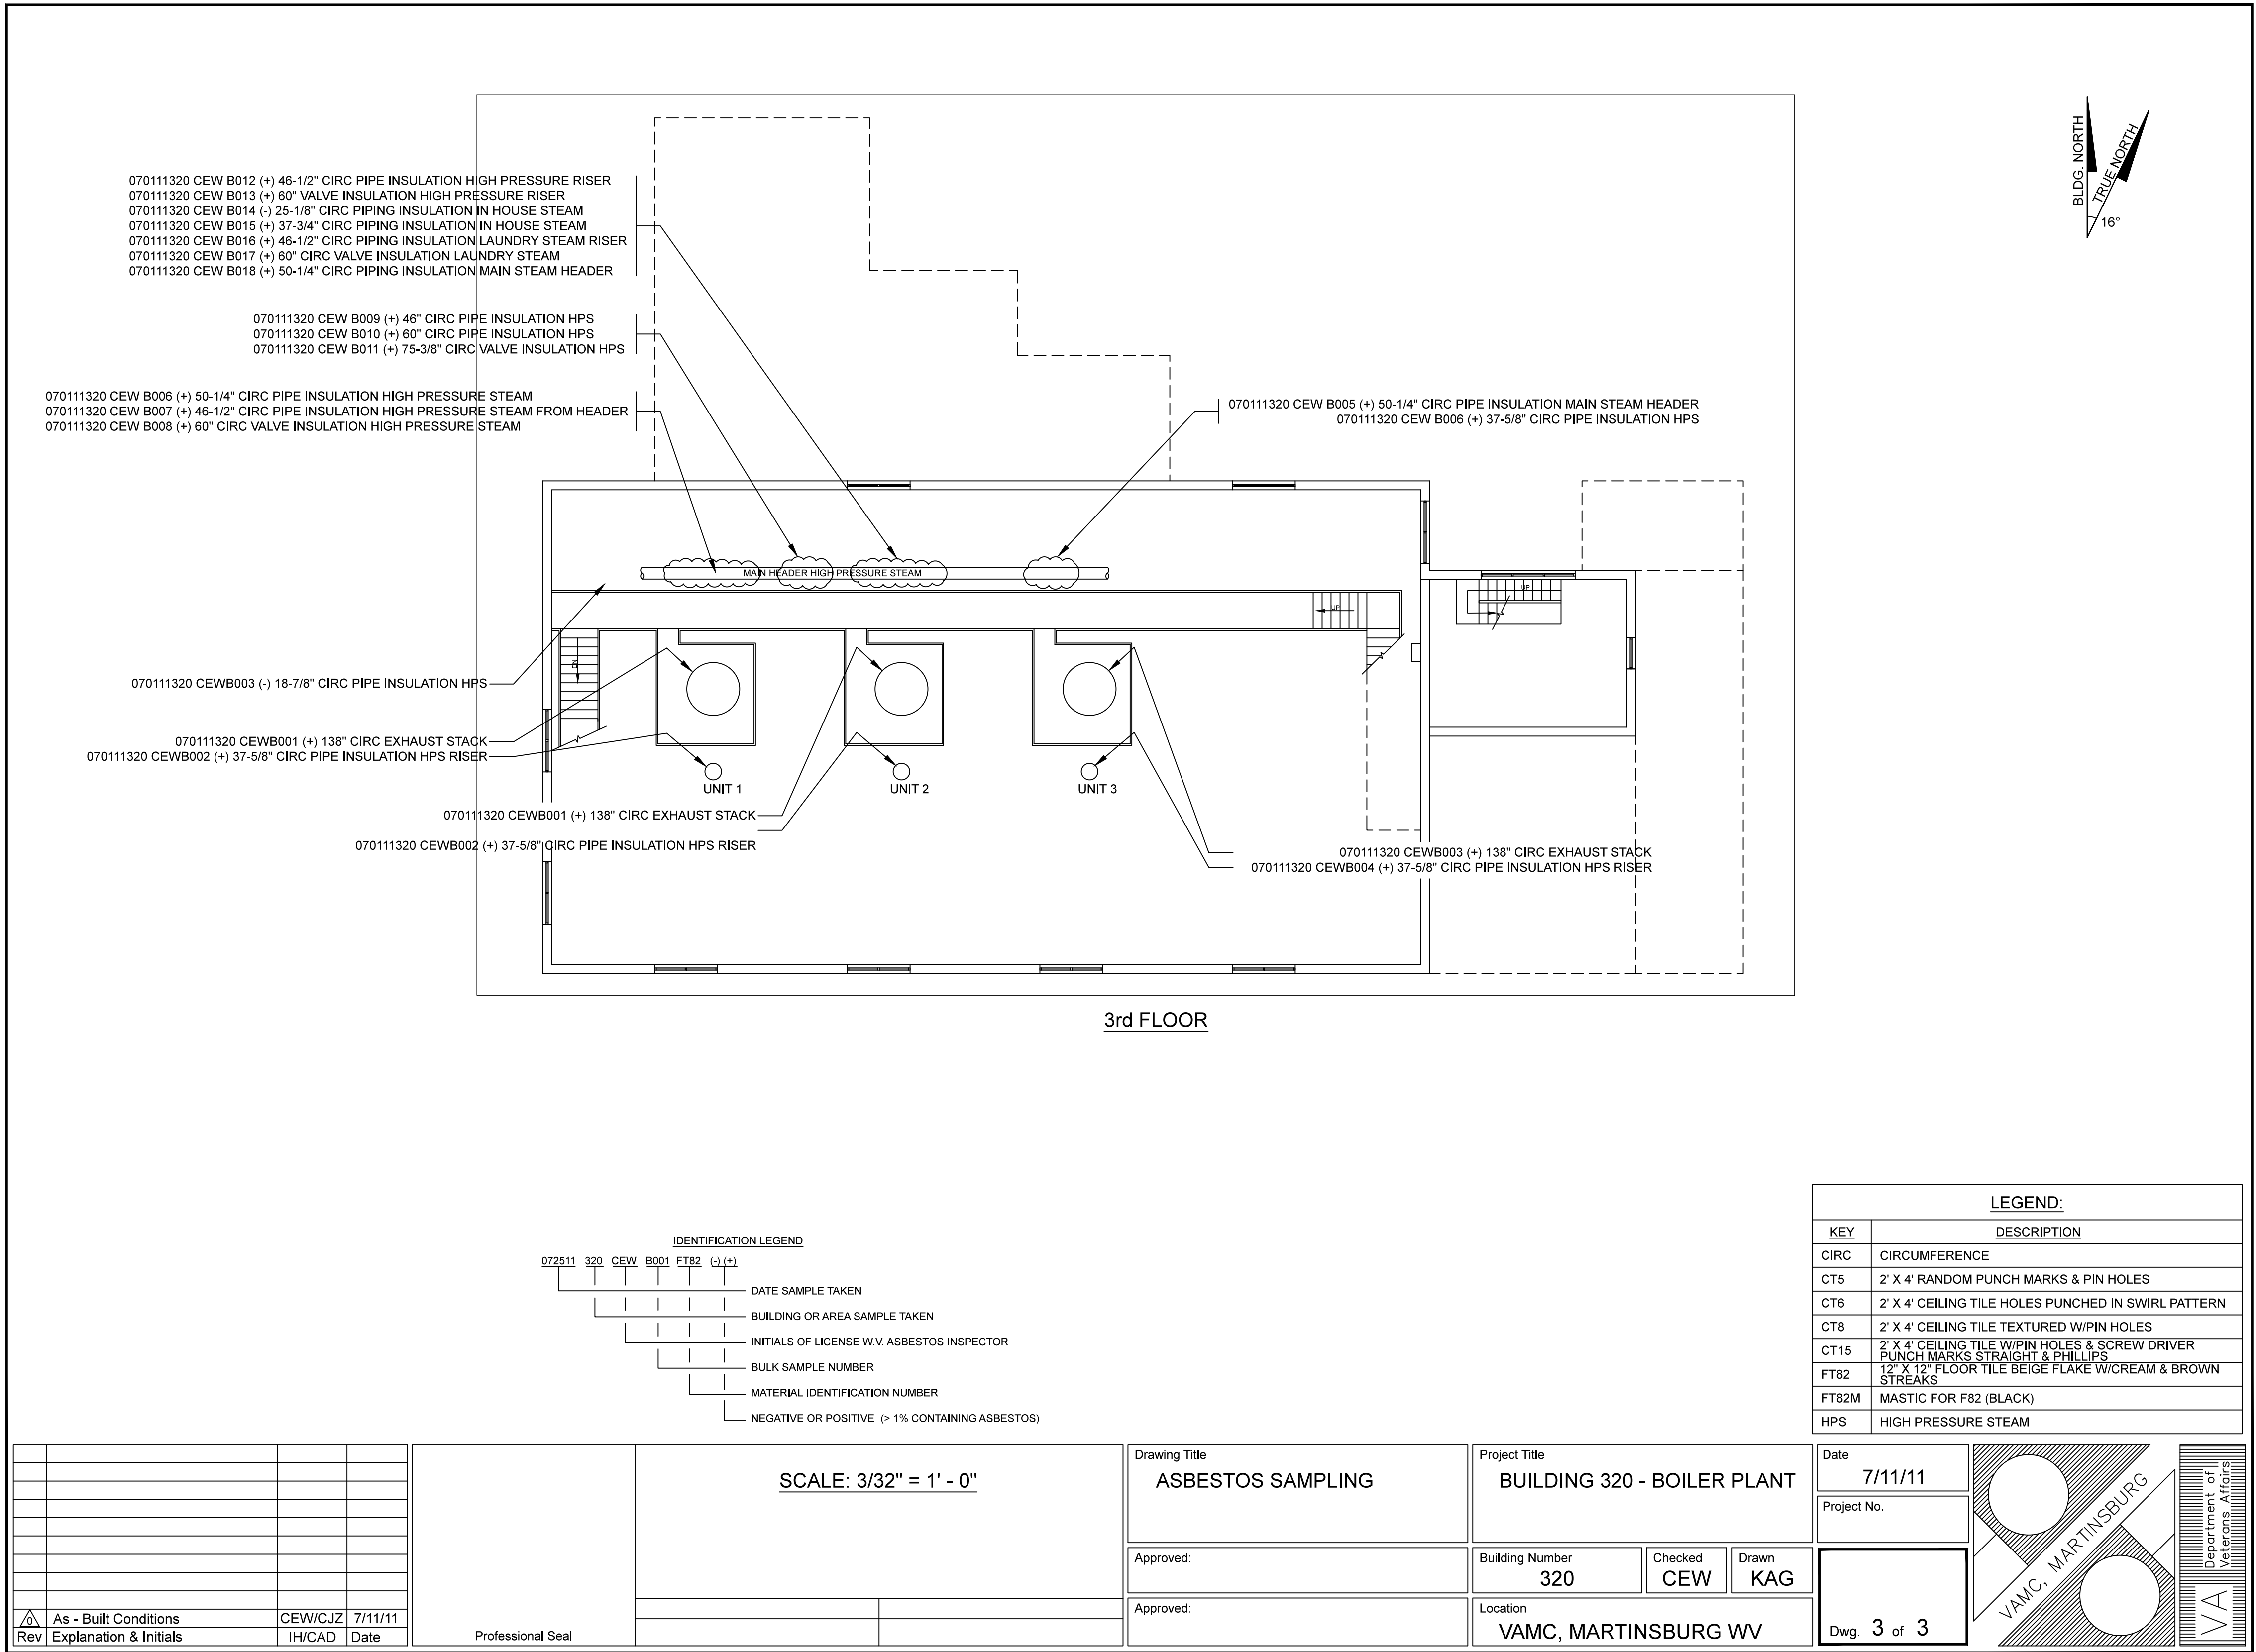 BLDG. NORTH
TRUE NORTH
16°
070111320 CEW B012 (+) 46-1/2" CIRC PIPE INSULATION HIGH PRESSURE RISER
070111320 CEW B013 (+) 60" VALVE INSULATION HIGH PRESSURE RISER
070111320 CEW B014 (-) 25-1/8" CIRC PIPING INSULATION IN HOUSE STEAM
070111320 CEW B015 (+) 37-3/4" CIRC PIPING INSULATION IN HOUSE STEAM
070111320 CEW B016 (+) 46-1/2" CIRC PIPING INSULATION LAUNDRY STEAM RISER
070111320 CEW B017 (+) 60" CIRC VALVE INSULATION LAUNDRY STEAM
070111320 CEW B018 (+) 50-1/4" CIRC PIPING INSULATION MAIN STEAM HEADER
070111320 CEW B009 (+) 46" CIRC PIPE INSULATION HPS
070111320 CEW B010 (+) 60" CIRC PIPE INSULATION HPS
070111320 CEW B011 (+) 75-3/8" CIRC VALVE INSULATION HPS
070111320 CEW B006 (+) 50-1/4" CIRC PIPE INSULATION HIGH PRESSURE STEAM
070111320 CEW B007 (+) 46-1/2" CIRC PIPE INSULATION HIGH PRESSURE STEAM FROM HEADER
070111320 CEW B008 (+) 60" CIRC VALVE INSULATION HIGH PRESSURE STEAM
070111320 CEW B005 (+) 50-1/4" CIRC PIPE INSULATION MAIN STEAM HEADER
070111320 CEW B006 (+) 37-5/8" CIRC PIPE INSULATION HPS
MAIN HEADER HIGH PRESSURE STEAM
UP
UP
DN
070111320 CEWB003 (-) 18-7/8" CIRC PIPE INSULATION HPS
070111320 CEWB001 (+) 138" CIRC EXHAUST STACK
070111320 CEWB002 (+) 37-5/8" CIRC PIPE INSULATION HPS RISER
UNIT 1
UNIT 2
UNIT 3
070111320 CEWB001 (+) 138" CIRC EXHAUST STACK
070111320 CEWB002 (+) 37-5/8" CIRC PIPE INSULATION HPS RISER
070111320 CEWB003 (+) 138" CIRC EXHAUST STACK
070111320 CEWB004 (+) 37-5/8" CIRC PIPE INSULATION HPS RISER
3rd FLOOR
IDENTIFICATION LEGEND
072511 320 CEW B001 FT82 (-) (+)
DATE SAMPLE TAKEN
BUILDING OR AREA SAMPLE TAKEN
INITIALS OF LICENSE W.V. ASBESTOS INSPECTOR
BULK SAMPLE NUMBER
MATERIAL IDENTIFICATION NUMBER
NEGATIVE OR POSITIVE (> 1% CONTAINING ASBESTOS)
LEGEND:
KEY DESCRIPTION
CIRC CIRCUMFERENCE
CT5 2' X 4' RANDOM PUNCH MARKS & PIN HOLES
CT6 2' X 4' CEILING TILE HOLES PUNCHED IN SWIRL PATTERN
CT8 2' X 4' CEILING TILE TEXTURED W/PIN HOLES
CT15 2' X 4' CEILING TILE W/PIN HOLES & SCREW DRIVER
PUNCH MARKS STRAIGHT & PHILLIPS
FT82 12" X 12" FLOOR TILE BEIGE FLAKE W/CREAM & BROWN
STREAKS
FT82M MASTIC FOR F82 (BLACK)
HPS HIGH PRESSURE STEAM
0 As - Built Conditions CEW/CJZ 7/11/11
Rev Explanation & Initials IH/CAD Date
Professional Seal
SCALE: 3/32" = 1' - 0"
Drawing Title
ASBESTOS SAMPLING
Approved:
Approved:
Project Title
BUILDING 320 - BOILER PLANT
Building Number
320
Checked
CEW
Drawn
KAG
Location
VAMC, MARTINSBURG WV
Date
7/11/11
Project No.
Dwg. 3 of 3
VAMC, MARTINSBURG
VA
Department of
Veterans Affairs